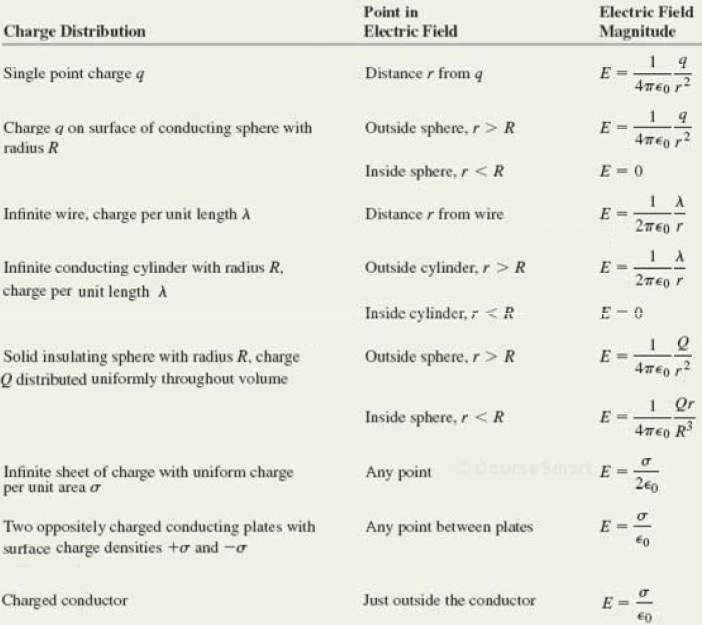 Charge Distribution Point in Electric Field Electric Field Magnitude
Single point charge q Distance r from q E = 1/(4πϵ₀) q/r²
Charge q on surface of conducting sphere with Outside sphere, r > R E = 1/(4πϵ₀) q/r²
radius R
Inside sphere, r < R E = 0
Infinite wire, charge per unit length λ Distance r from wire E = 1/(2πϵ₀) λ/r
Infinite conducting cylinder with radius R, Outside cylinder, r > R E = 1/(2πϵ₀) λ/r
charge per unit length λ
Inside cylinder, r < R E = 0
Solid insulating sphere with radius R, charge Outside sphere, r > R E = 1/(4πϵ₀) Q/r²
Q distributed uniformly throughout volume
Inside sphere, r < R E = 1/(4πϵ₀) Qr/R³
Infinite sheet of charge with uniform charge Any point CourseSmart E = σ/(2ϵ₀)
per unit area σ
Two oppositely charged conducting plates with Any point between plates E = σ/ϵ₀
surface charge densities +σ and −σ
Charged conductor Just outside the conductor E = σ/ϵ₀